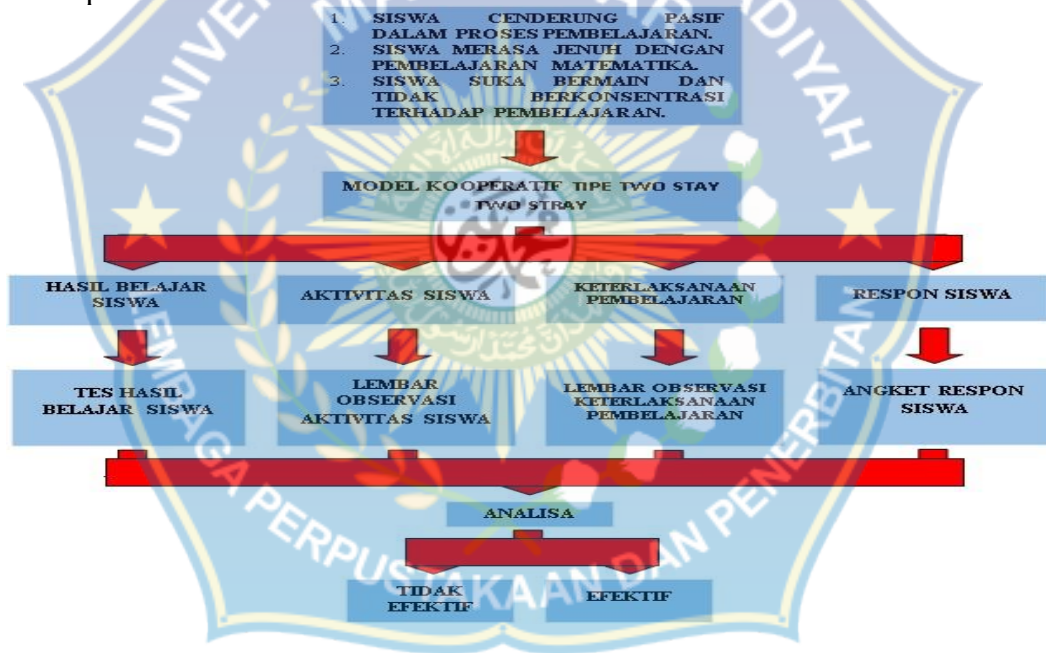 1. SISWA CENDERUNG PASIF
DALAM PROSES PEMBELAJARAN.
2. SISWA MERASA JENUH DENGAN
PEMBELAJARAN MATEMATIKA.
3. SISWA SUKA BERMAIN DAN
TIDAK BERKONSENTRASI
TERHADAP PEMBELAJARAN.
MODEL KOOPERATIF TIPE TWO STAY
TWO STRAY
HASIL BELAJAR
SISWA
AKTIVITAS SISWA
KETERLAKSANAAN
PEMBELAJARAN
RESPON SISWA
TES HASIL
BELAJAR SISWA
LEMBAR
OBSERVASI
AKTIVITAS SISWA
LEMBAR OBSERVASI
KETERLAKSANAAN
PEMBELAJARAN
ANGKET RESPON
SISWA
ANALISA
TIDAK
EFEKTIF
EFEKTIF
LEMBAGA PERPUSTAKAAN DAN PENERBITAN